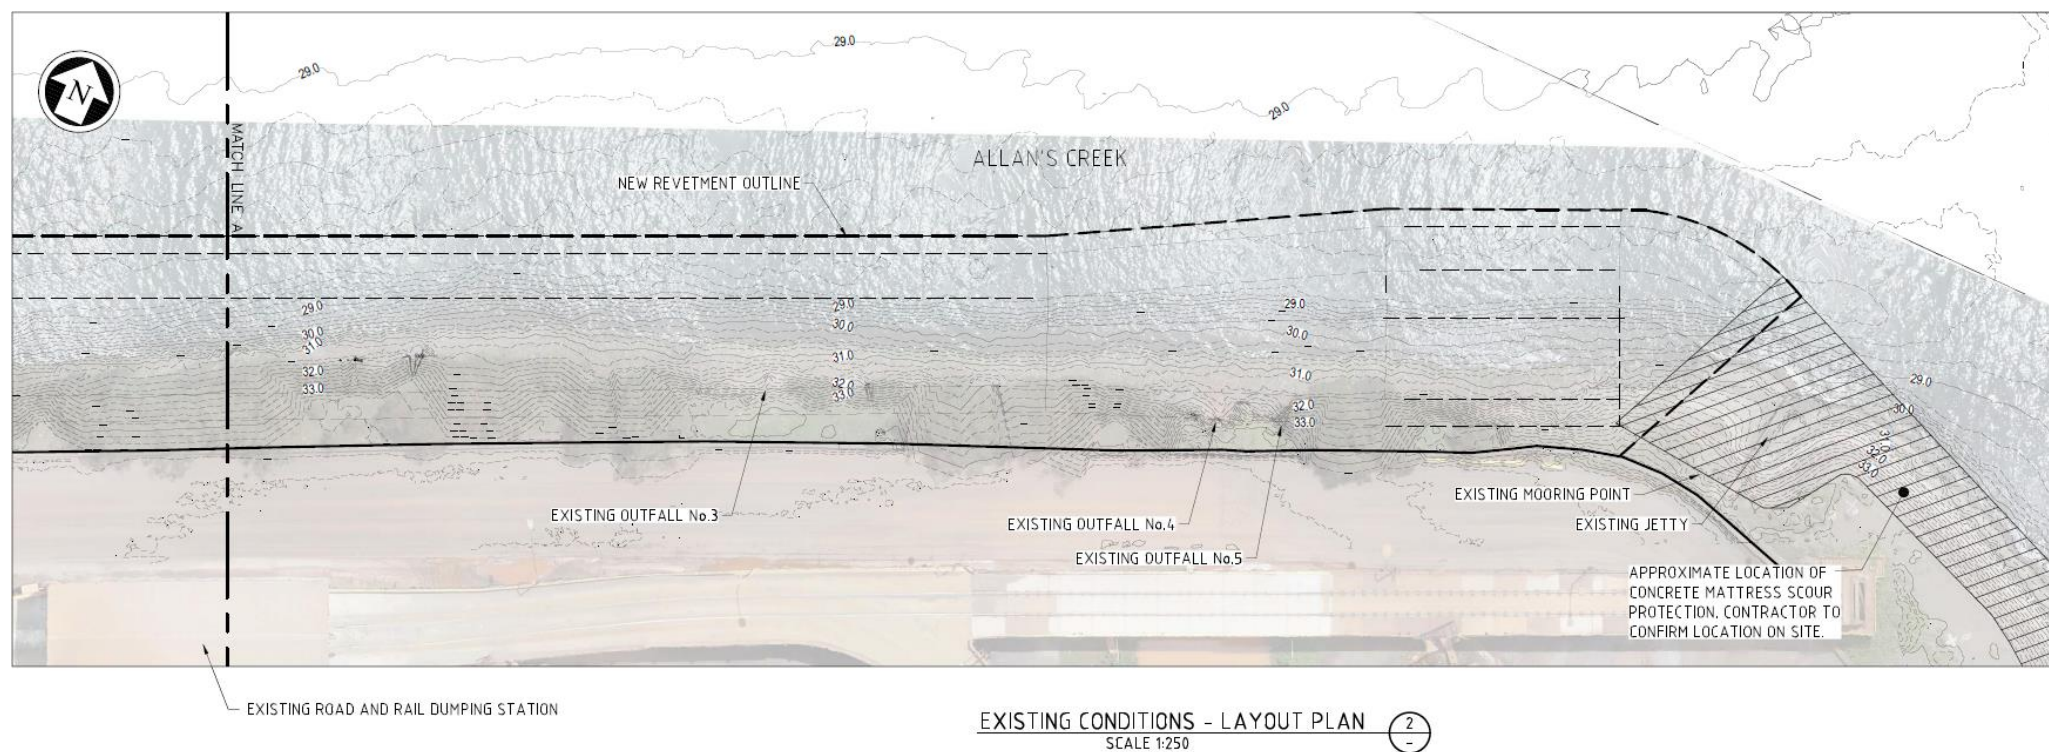 29.0
29.0
29.0
N
MATCH LINE A
ALLAN'S CREEK
NEW REVETMENT OUTLINE
29.0
30.0
31.0
32.0
33.0
29.0
30.0
31.0
32.0
33.0
29.0
30.0
31.0
32.0
33.0
29.0
30.0
31.0
32.0
33.0
EXISTING OUTFALL No.3
EXISTING OUTFALL No.4
EXISTING OUTFALL No.5
EXISTING MOORING POINT
EXISTING JETTY
APPROXIMATE LOCATION OF
CONCRETE MATTRESS SCOUR
PROTECTION. CONTRACTOR TO
CONFIRM LOCATION ON SITE.
EXISTING ROAD AND RAIL DUMPING STATION
EXISTING CONDITIONS - LAYOUT PLAN
SCALE 1:250
2
-